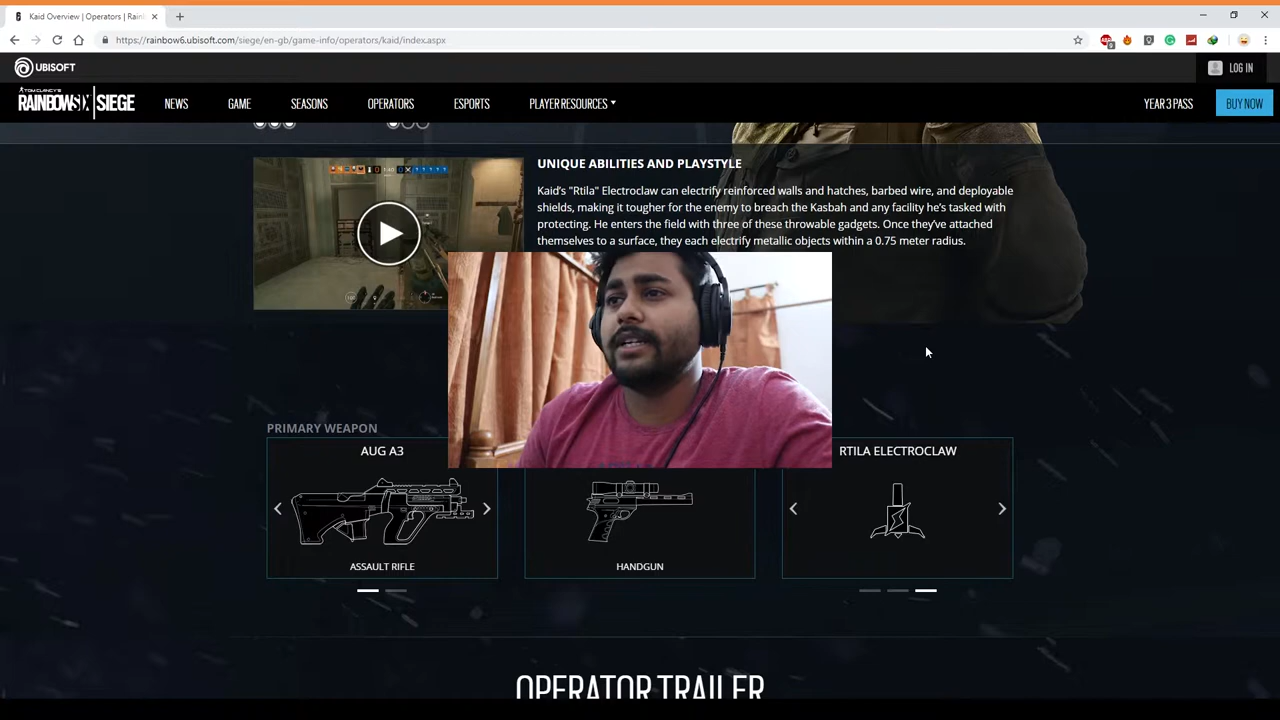 Kaid Overview | Operators | Rain
https://rainbow6.ubisoft.com/siege/en-gb/game-info/operators/kaid/index.aspx
UBISOFT
LOG IN
TOM CLANCY'S
RAINBOWSIX|SIEGE
NEWS
GAME
SEASONS
OPERATORS
ESPORTS
PLAYER RESOURCES
YEAR 3 PASS
BUY NOW
UNIQUE ABILITIES AND PLAYSTYLE
Kaid's "Rtila" Electroclaw can electrify reinforced walls and hatches, barbed wire, and deployable
shields, making it tougher for the enemy to breach the Kasbah and any facility he's tasked with
protecting. He enters the field with three of these throwable gadgets. Once they've attached
themselves to a surface, they each electrify metallic objects within a 0.75 meter radius.
PRIMARY WEAPON
AUG A3
RTILA ELECTROCLAW
ASSAULT RIFLE
HANDGUN
OPERATOR TRAILER